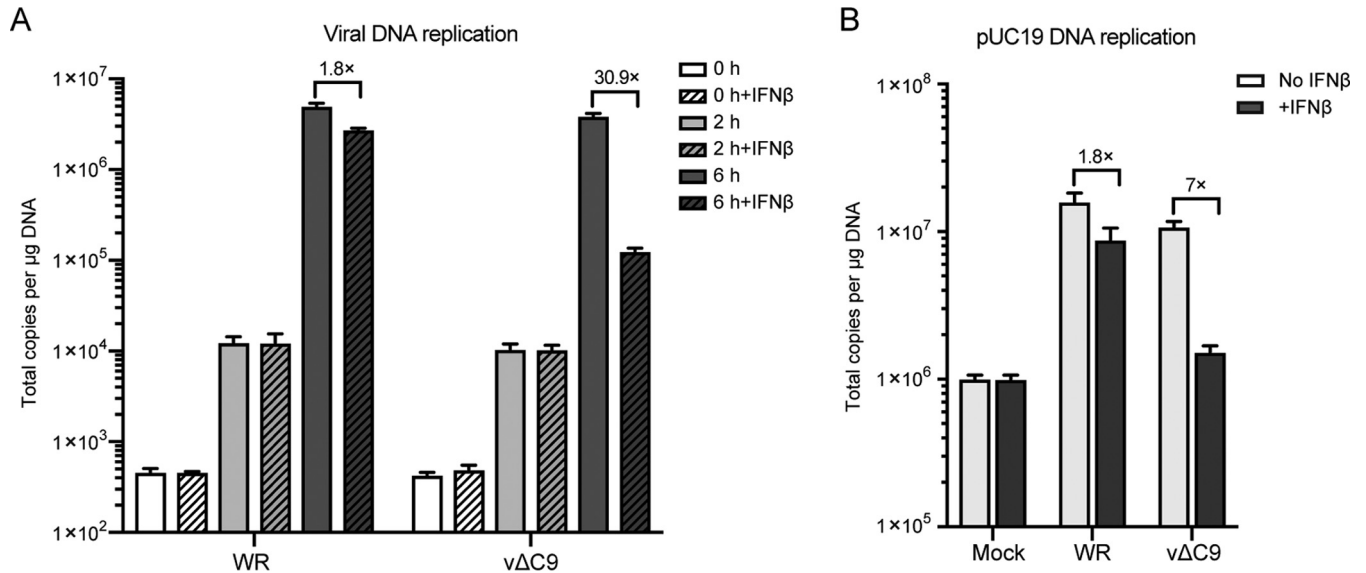 A
Viral DNA replication
Total copies per µg DNA
1×10⁷
1×10⁶
1×10⁵
1×10⁴
1×10³
1×10²
1.8×
30.9×
WR
vΔC9
0 h
0 h+IFNβ
2 h
2 h+IFNβ
6 h
6 h+IFNβ
B
pUC19 DNA replication
Total copies per µg DNA
1×10⁸
1×10⁷
1×10⁶
1×10⁵
1.8×
7×
Mock
WR
vΔC9
No IFNβ
+IFNβ